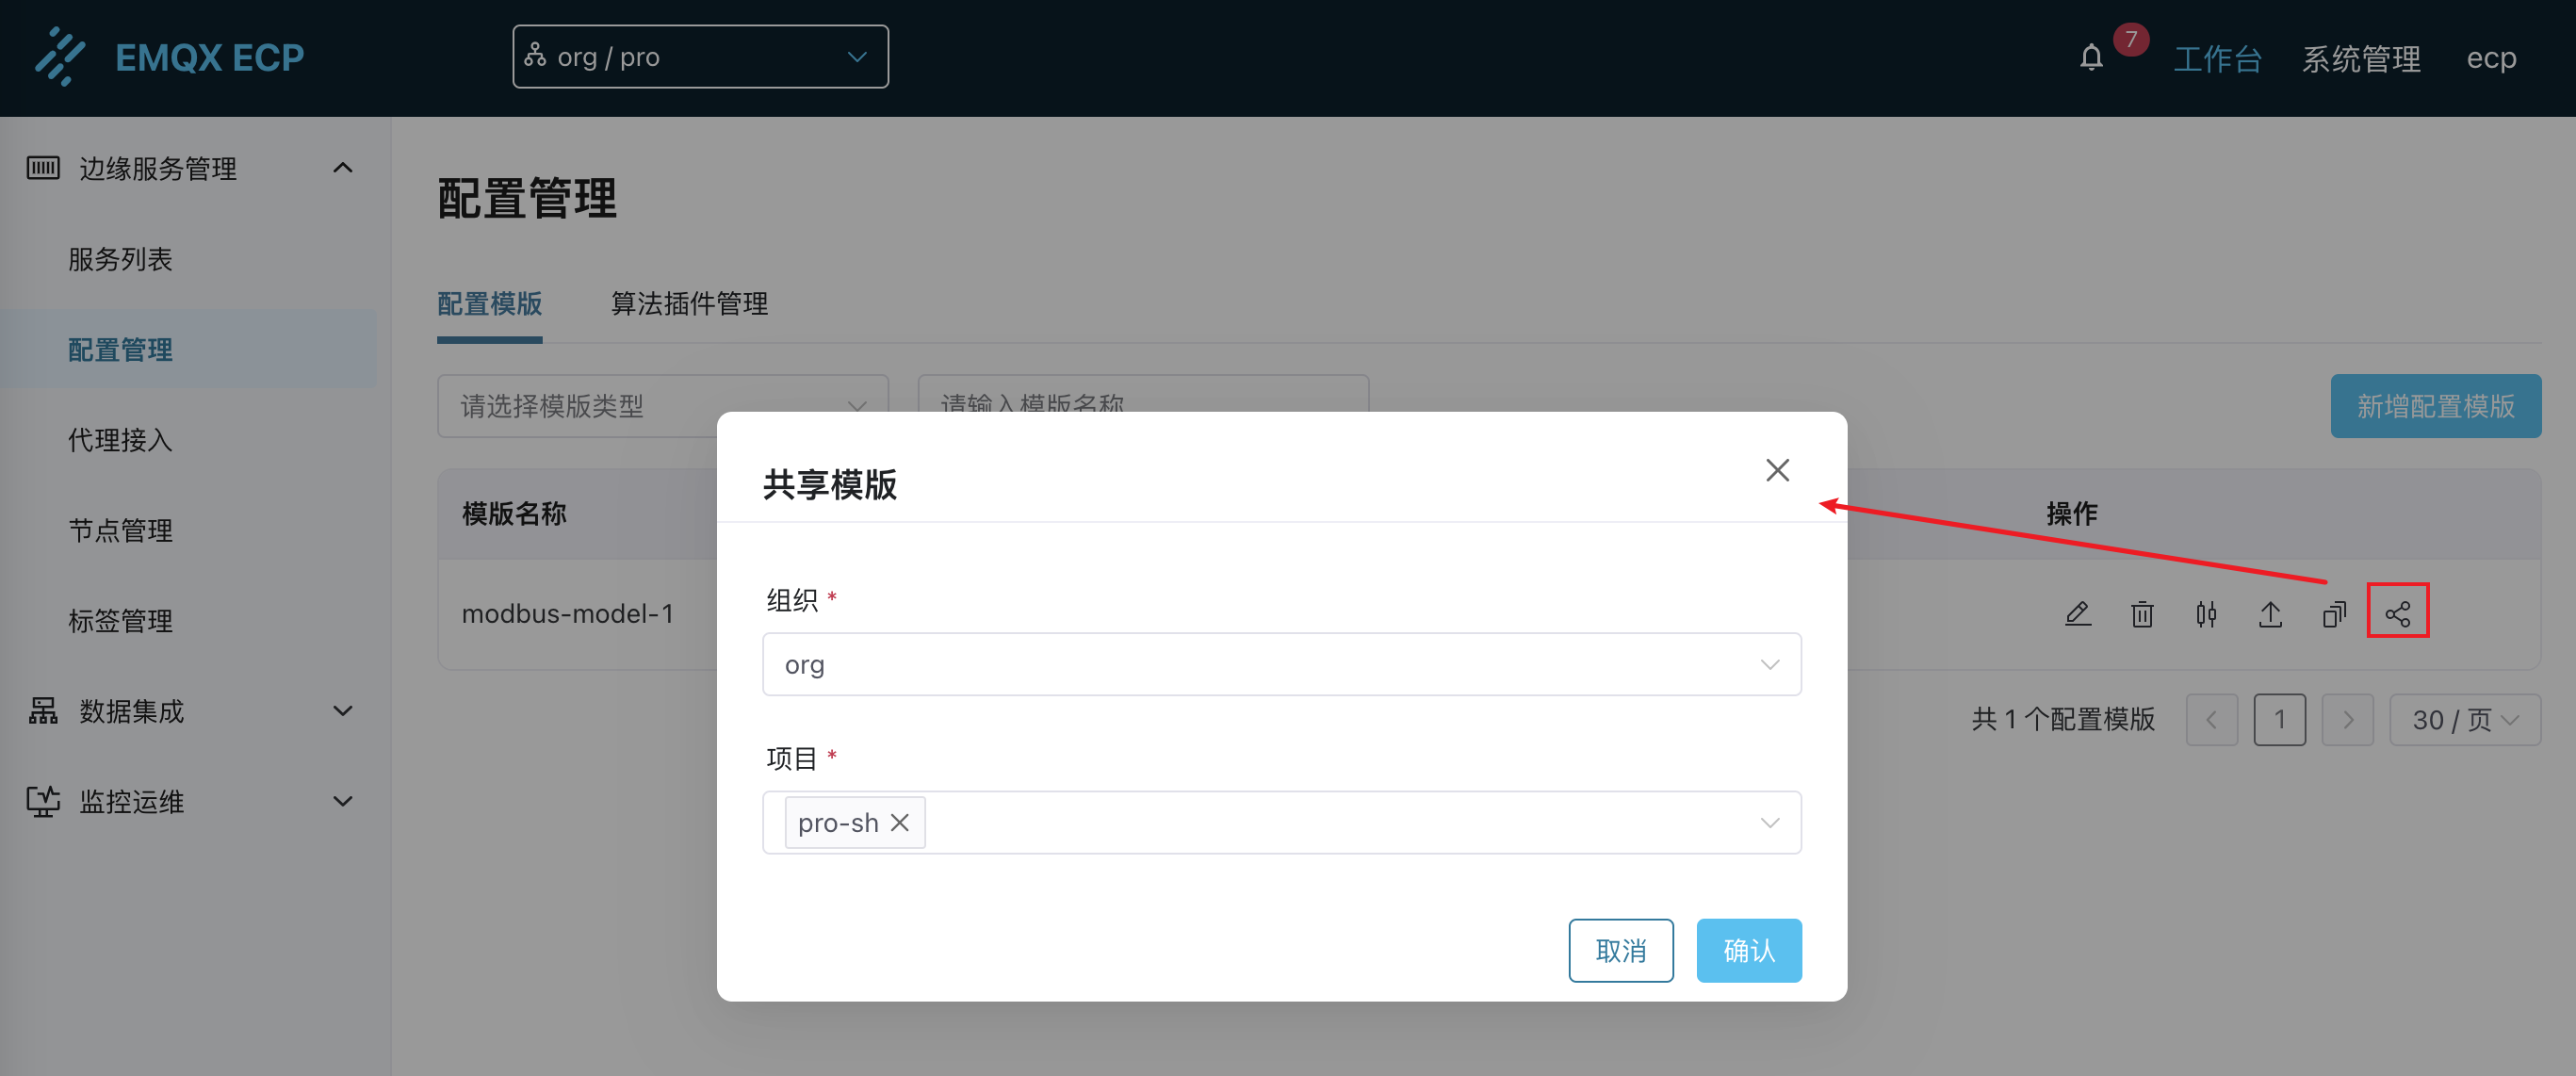 EMQX ECP
org / pro
7
工作台
系统管理
ecp
边缘服务管理
服务列表
配置管理
代理接入
节点管理
标签管理
数据集成
监控运维
配置管理
配置模版
算法插件管理
请选择模版类型
请输入模版名称
新增配置模版
模版名称
操作
modbus-model-1
共 1 个配置模版
1
30 / 页
共享模版
组织 *
org
项目 *
pro-sh
取消
确认